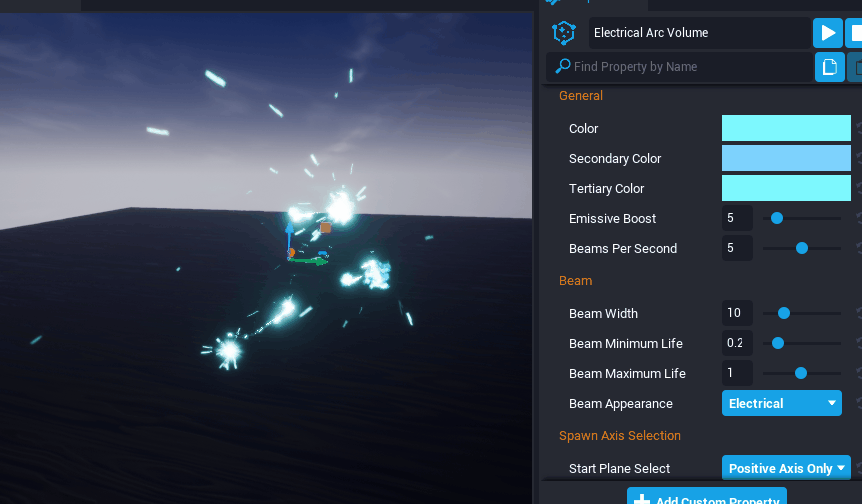 Electrical Arc Volume
Find Property by Name
General
Color
Secondary Color
Tertiary Color
Emissive Boost 5
Beams Per Second 5
Beam
Beam Width 10
Beam Minimum Life 0.2
Beam Maximum Life 1
Beam Appearance Electrical
Spawn Axis Selection
Start Plane Select Positive Axis Only
Add Custom Property